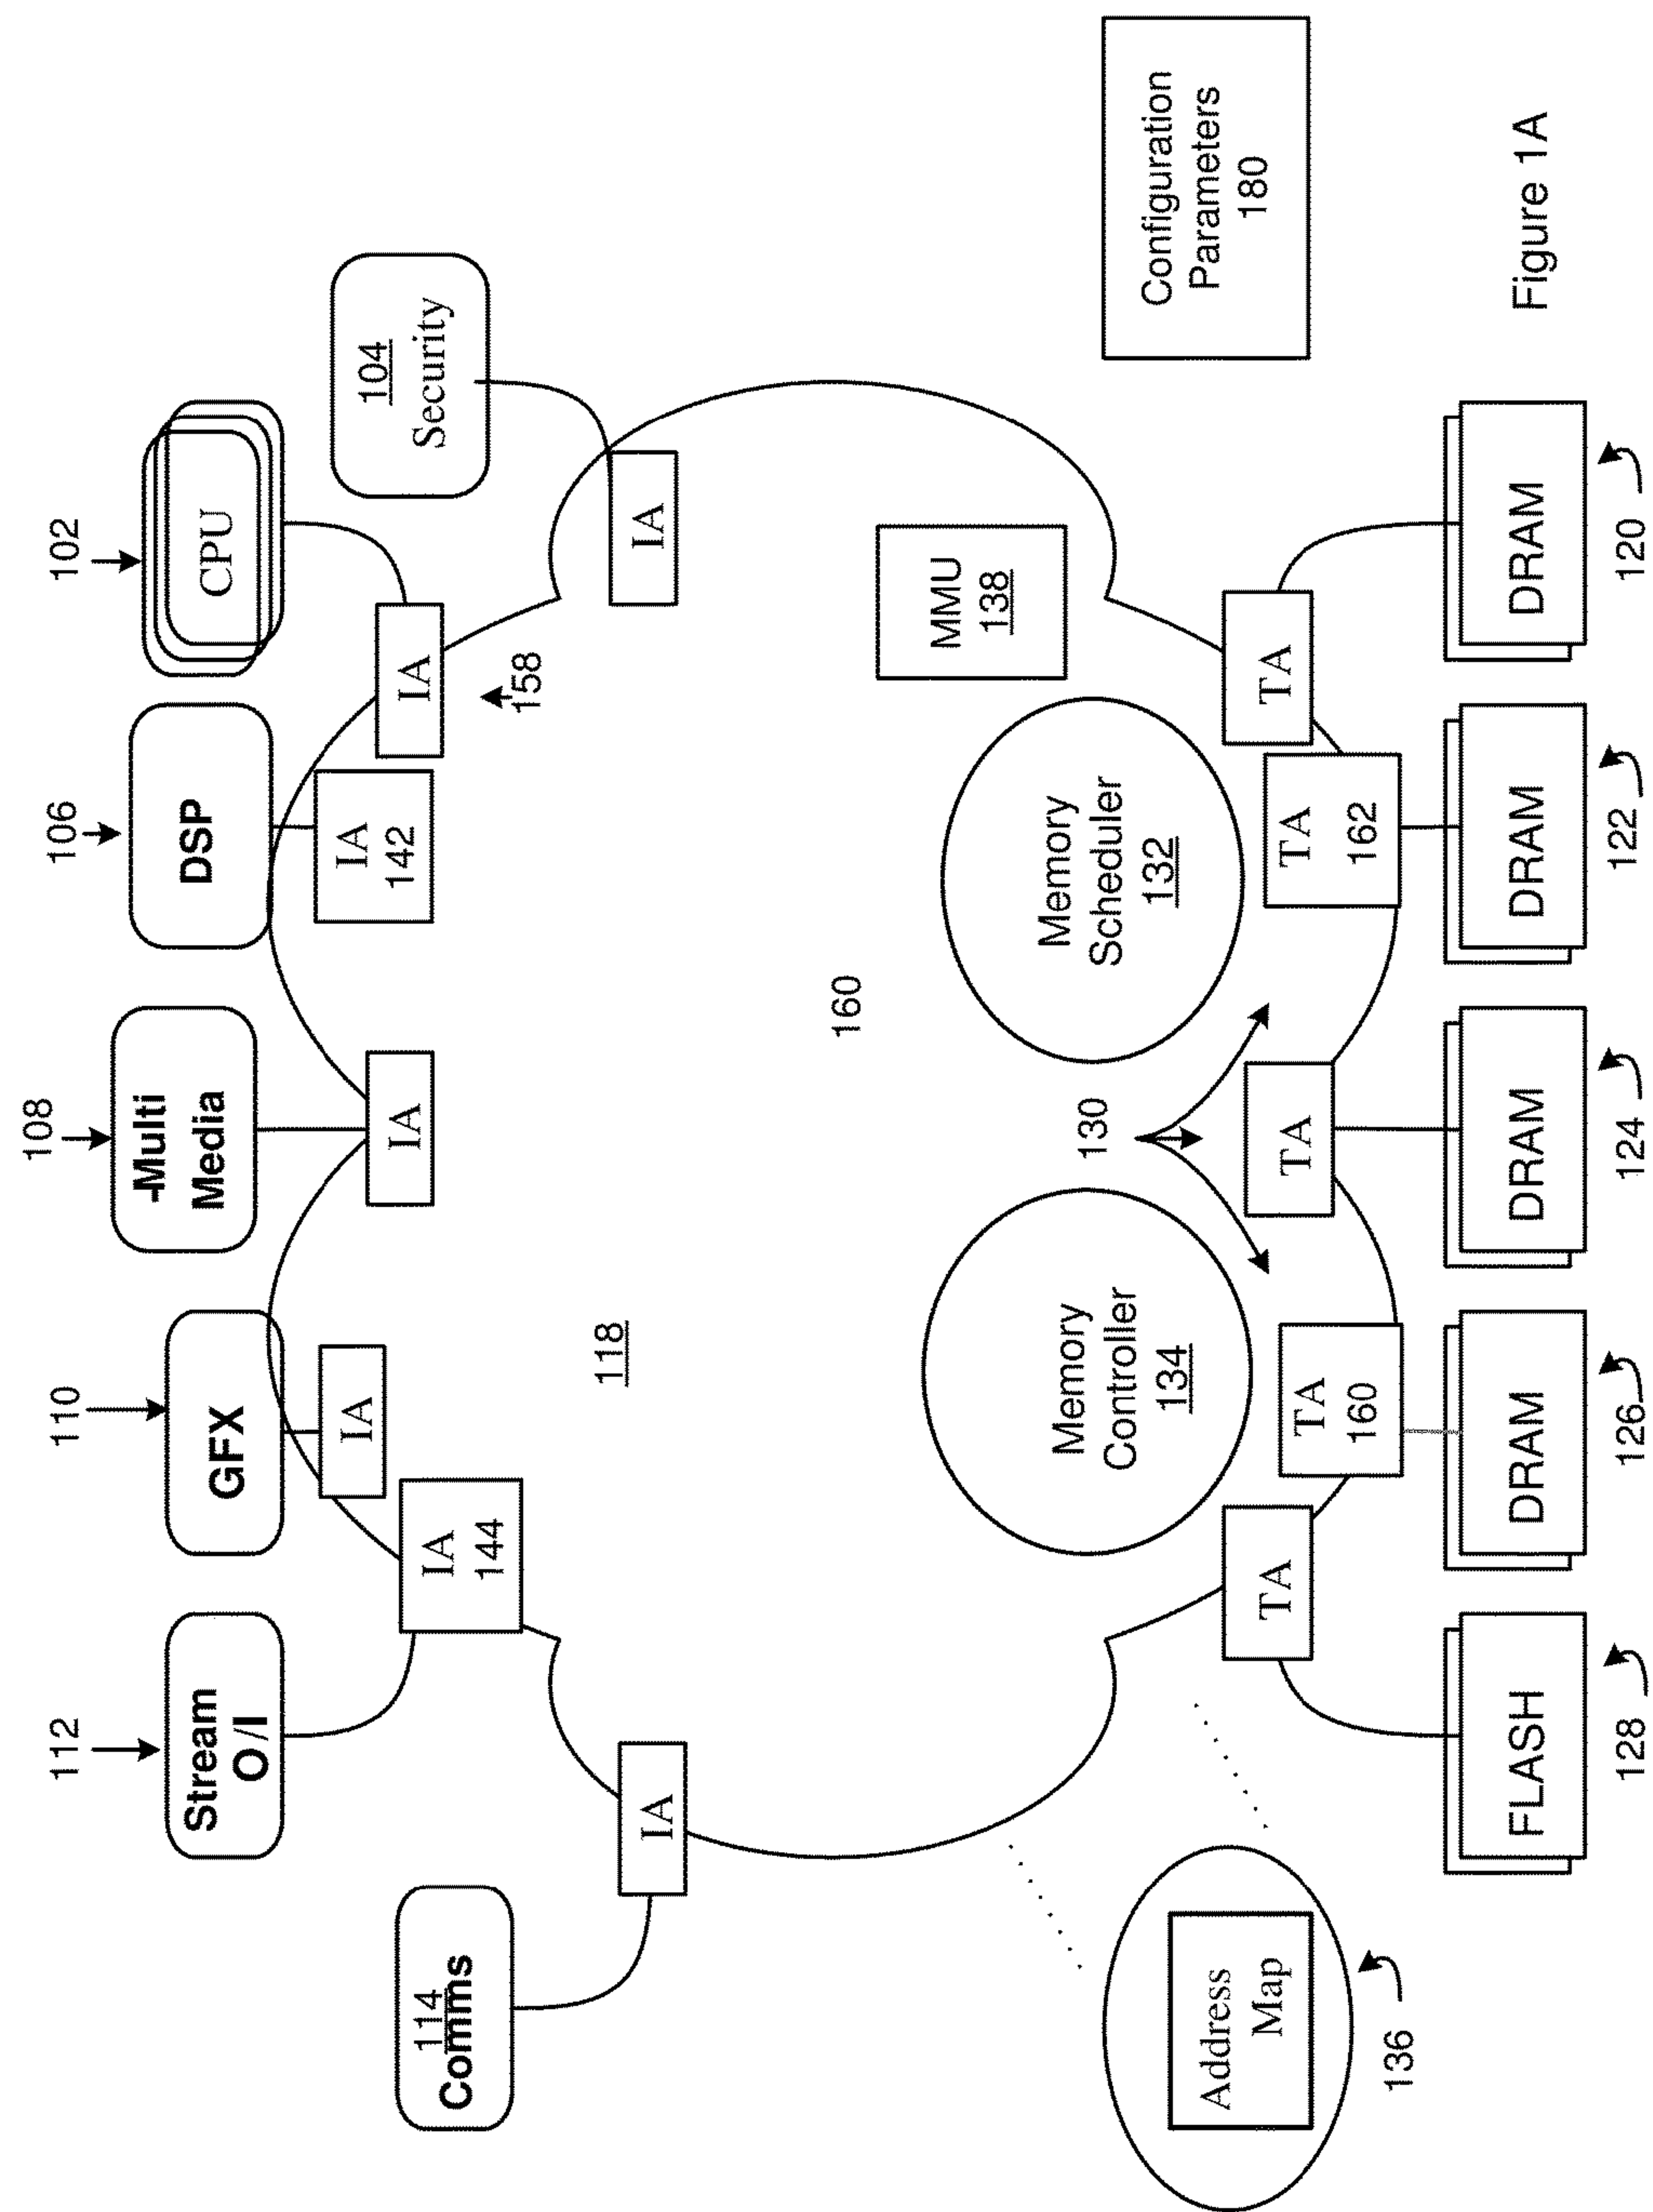 112
110
108
106
102
Stream
O/I
GFX
-Multi
Media
DSP
CPU
114
Comms
104
Security
IA
IA
144
IA
IA
IA
142
IA
158
IA
118
160
MMU
138
Memory
Controller
134
130
Memory
Scheduler
132
Configuration
Parameters
180
Address
Map
136
TA
TA
160
TA
TA
162
TA
FLASH
DRAM
DRAM
DRAM
DRAM
128
126
124
122
120
Figure 1A